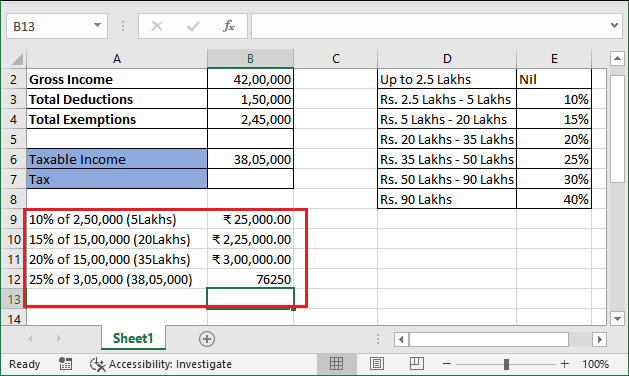 B13 fx
A B C D E
2 Gross Income 42,00,000 Up to 2.5 Lakhs Nil
3 Total Deductions 1,50,000 Rs. 2.5 Lakhs - 5 Lakhs 10%
4 Total Exemptions 2,45,000 Rs. 5 Lakhs - 20 Lakhs 15%
5 Rs. 20 Lakhs - 35 Lakhs 20%
6 Taxable Income 38,05,000 Rs. 35 Lakhs - 50 Lakhs 25%
7 Tax Rs. 50 Lakhs - 90 Lakhs 30%
8 Rs. 90 Lakhs 40%
9 10% of 2,50,000 (5Lakhs) ₹ 25,000.00
10 15% of 15,00,000 (20Lakhs) ₹ 2,25,000.00
11 20% of 15,00,000 (35Lakhs) ₹ 3,00,000.00
12 25% of 3,05,000 (38,05,000) 76250
13
14
Sheet1
Ready Accessibility: Investigate 100%